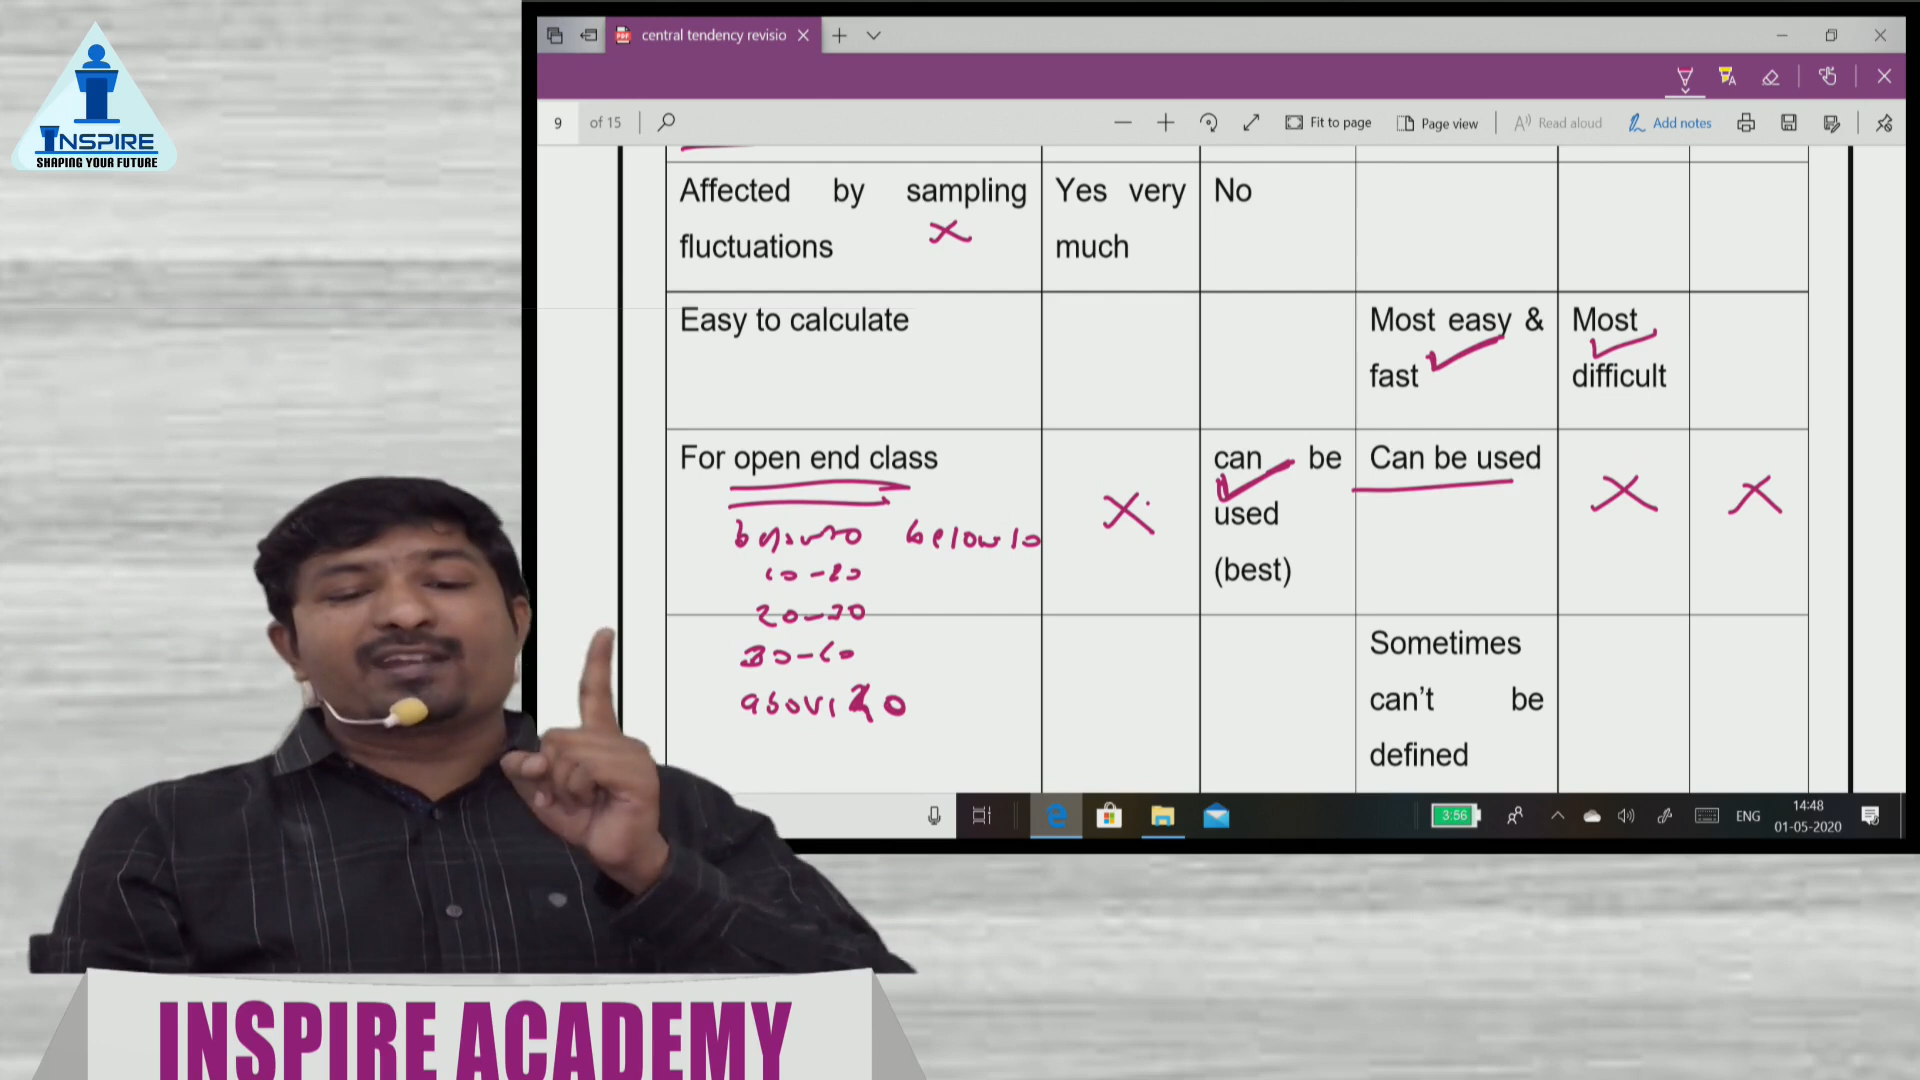 INSPIRE
SHAPING YOUR FUTURE
central tendency revisio
9 of 15
Fit to page
Page view
Read aloud
Add notes
Affected by sampling fluctuations
Yes very much
No
Easy to calculate
Most easy & fast
Most difficult
For open end class
can be used (best)
Can be used
below 10
10-20
20-30
30-40
above 40
Sometimes can't be defined
3:56
ENG
14:48
01-05-2020
INSPIRE ACADEMY